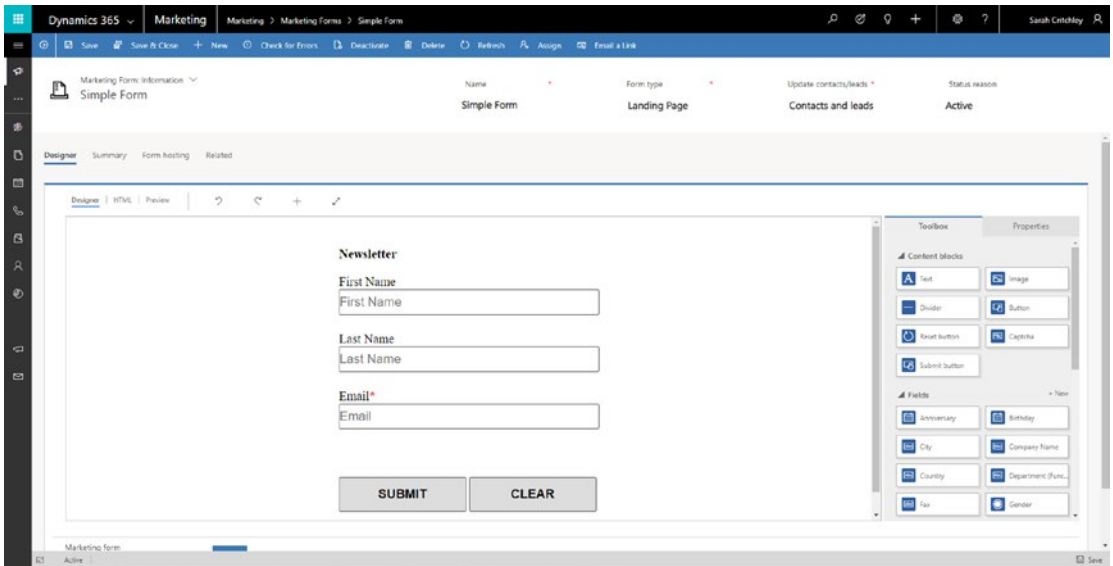 Dynamics 365 Marketing Marketing > Marketing Forms > Simple Form Sarah Critchley
Save Save & Close + New Check for Errors Deactivate Delete Refresh Assign Email a Link
Marketing Form: Information
Simple Form
Name *
Simple Form
Form type *
Landing Page
Update contacts/leads *
Contacts and leads
Status reason
Active
Designer Summary Form hosting Related
Designer | HTML | Preview
Newsletter
First Name
First Name
Last Name
Last Name
Email*
Email
SUBMIT CLEAR
Toolbox Properties
Content blocks
Text Image
Divider Button
Reset button Captcha
Submit button
Fields + New
Anniversary Birthday
City Company Name
Country Department (Func...
Fax Gender
Marketing form
Active Save